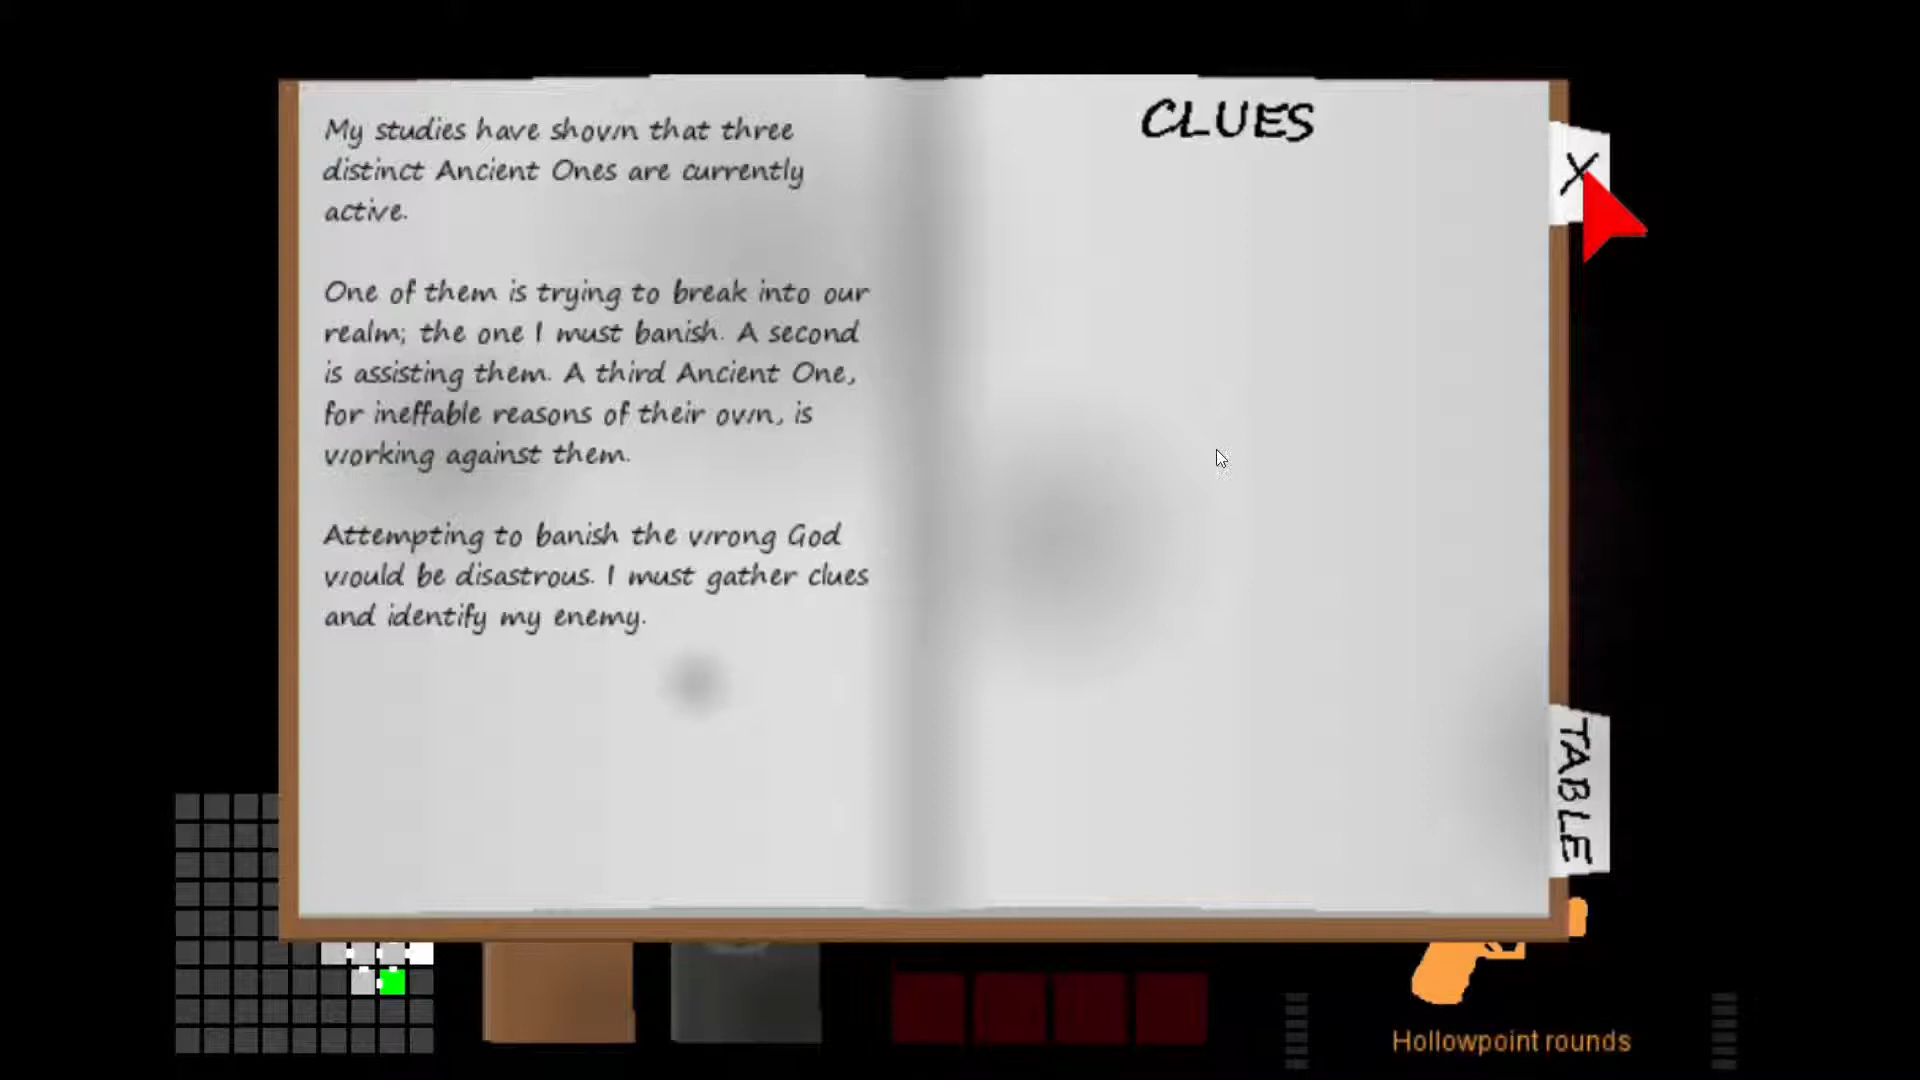 My studies have shown that three
distinct Ancient Ones are currently
active.
One of them is trying to break into our
realm; the one I must banish. A second
is assisting them. A third Ancient One,
for ineffable reasons of their own, is
working against them.
Attempting to banish the wrong God
would be disastrous. I must gather clues
and identify my enemy.
CLUES
X
TABLE
Hollowpoint rounds